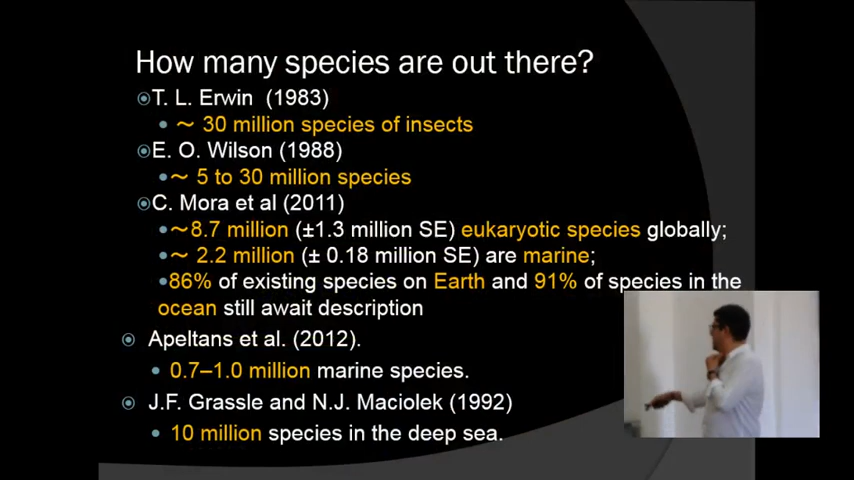 How many species are out there?
T. L. Erwin (1983)
~ 30 million species of insects
E. O. Wilson (1988)
~ 5 to 30 million species
C. Mora et al (2011)
~8.7 million (±1.3 million SE) eukaryotic species globally;
~ 2.2 million (± 0.18 million SE) are marine;
86% of existing species on Earth and 91% of species in the
ocean still await description
Apeltans et al. (2012).
0.7–1.0 million marine species.
J.F. Grassle and N.J. Maciolek (1992)
10 million species in the deep sea.